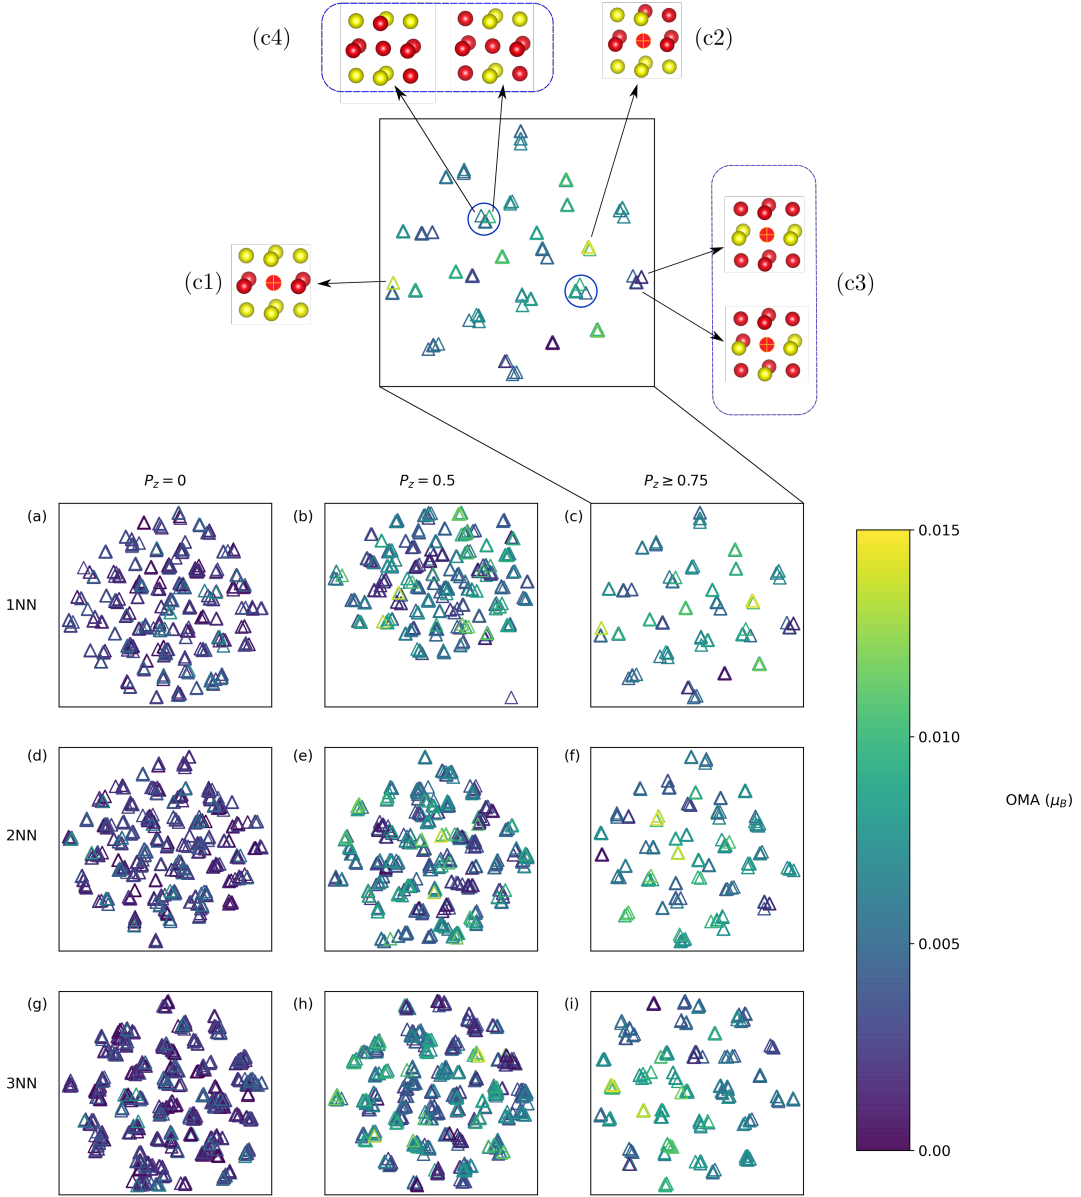 (c4)
(c2)
(c1)
(c3)
P_z = 0
P_z = 0.5
P_z ≥ 0.75
(a)
(b)
(c)
1NN
(d)
(e)
(f)
2NN
(g)
(h)
(i)
3NN
0.015
0.010
0.005
0.00
OMA (μ_B)